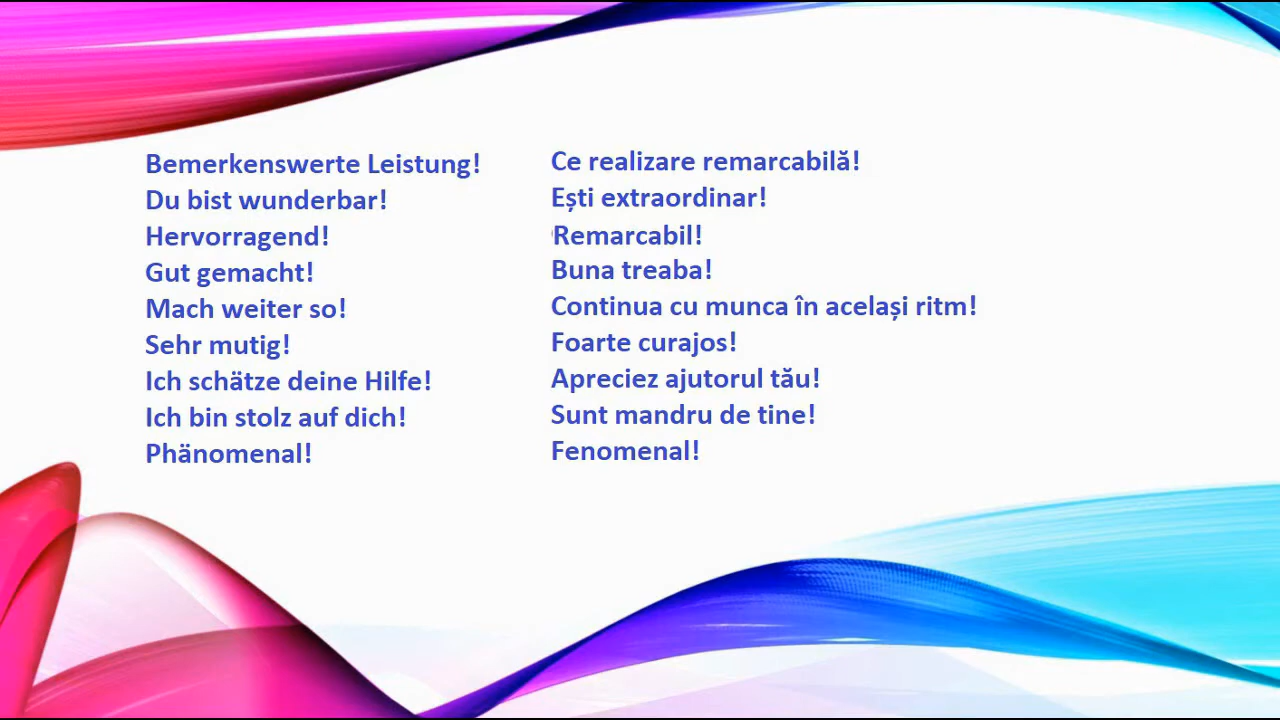 Bemerkenswerte Leistung!
Du bist wunderbar!
Hervorragend!
Gut gemacht!
Mach weiter so!
Sehr mutig!
Ich schätze deine Hilfe!
Ich bin stolz auf dich!
Phänomenal!
Ce realizare remarcabilă!
Ești extraordinar!
Remarcabil!
Buna treaba!
Continua cu munca în același ritm!
Foarte curajos!
Apreciez ajutorul tău!
Sunt mandru de tine!
Fenomenal!